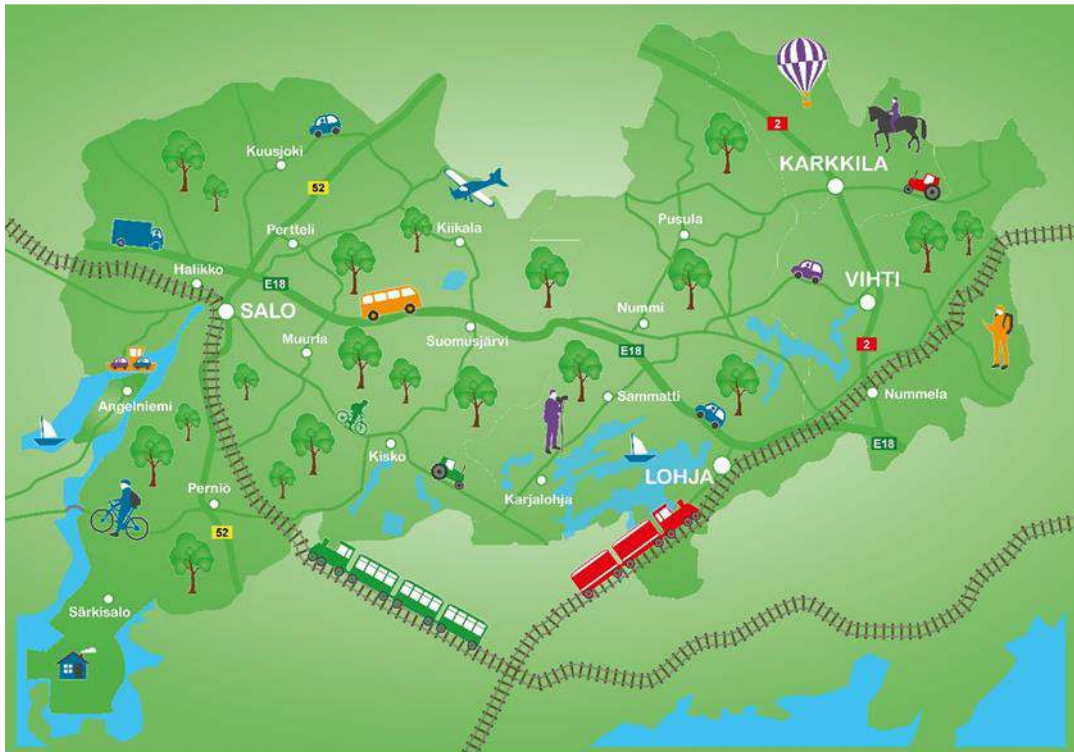 2
KARKKILA
Kuusjoki
52
Pusula
Pertteli
Kiikala
Halikko
E18
VIHTI
SALO
Nummi
Muurla
Suomusjärvi
E18
2
Angelniemi
Sammatti
Nummela
Kisko
E18
LOHJA
Karjalohja
Perniö
52
Särkisalo